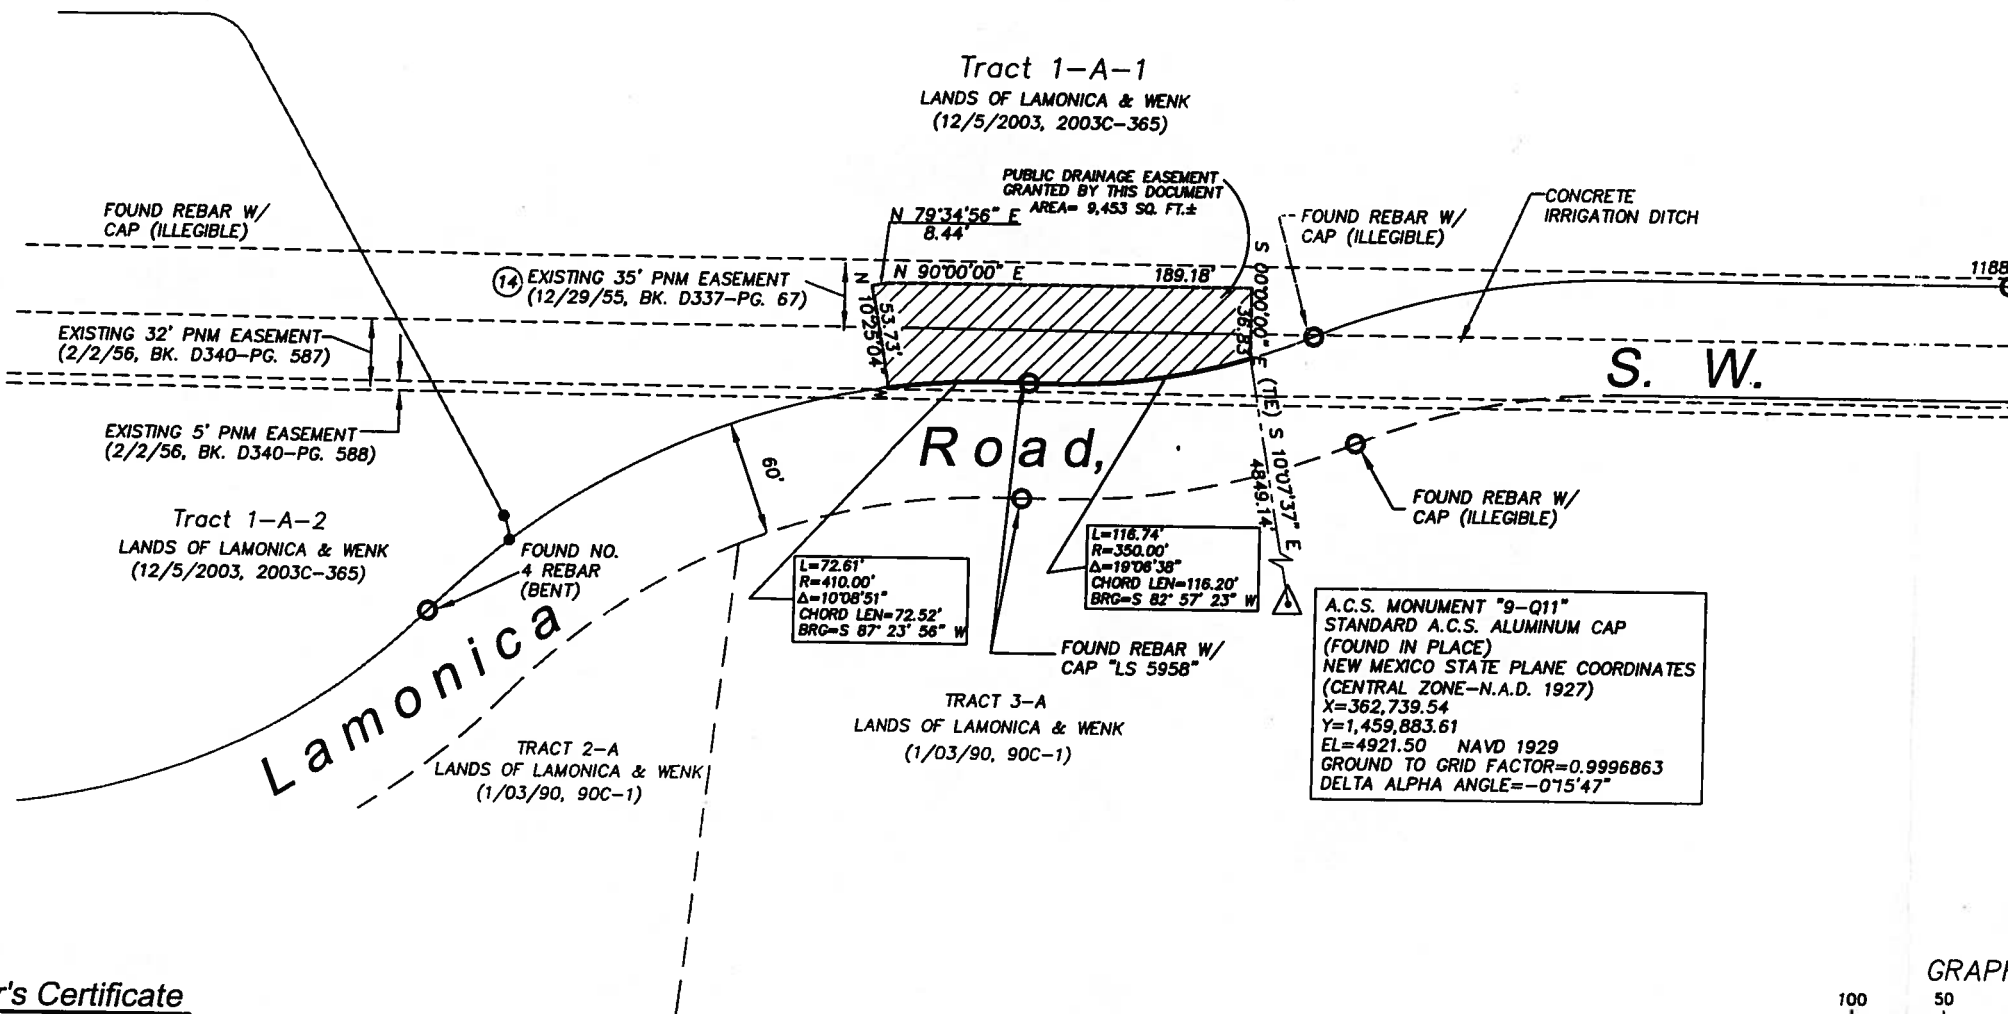 Tract 1-A-1
LANDS OF LAMONICA & WENK
(12/5/2003, 2003C-365)
PUBLIC DRAINAGE EASEMENT
GRANTED BY THIS DOCUMENT
AREA= 9,453 SQ. FT.±
FOUND REBAR W/
CAP (ILLEGIBLE)
N 79°34'56" E
8.44'
FOUND REBAR W/
CAP (ILLEGIBLE)
CONCRETE
IRRIGATION DITCH
14 EXISTING 35' PNM EASEMENT
(12/29/55, BK. D337-PG. 67)
N 90°00'00" E 189.18'
S 00°00'00" E (TIE)
36.83'
1188
N 10°25'04" W
53.73'
EXISTING 32' PNM EASEMENT
(2/2/56, BK. D340-PG. 587)
S. W.
EXISTING 5' PNM EASEMENT
(2/2/56, BK. D340-PG. 588)
60'
Road,
S 10°07'37" E
4849.14'
FOUND REBAR W/
CAP (ILLEGIBLE)
Tract 1-A-2
LANDS OF LAMONICA & WENK
(12/5/2003, 2003C-365)
FOUND NO.
4 REBAR
(BENT)
L=72.61'
R=410.00'
Δ=10°08'51"
CHORD LEN=72.52'
BRG=S 87° 23' 56" W
L=116.74'
R=350.00'
Δ=19°06'38"
CHORD LEN=116.20'
BRG=S 82° 57' 23" W
FOUND REBAR W/
CAP "LS 5958"
A.C.S. MONUMENT "9-Q11"
STANDARD A.C.S. ALUMINUM CAP
(FOUND IN PLACE)
NEW MEXICO STATE PLANE COORDINATES
(CENTRAL ZONE-N.A.D. 1927)
X=362,739.54
Y=1,459,883.61
EL=4921.50 NAVD 1929
GROUND TO GRID FACTOR=0.9996863
DELTA ALPHA ANGLE=-0°15'47"
Lamonica
TRACT 3-A
LANDS OF LAMONICA & WENK
(1/03/90, 90C-1)
TRACT 2-A
LANDS OF LAMONICA & WENK
(1/03/90, 90C-1)
r's Certificate
GRAPH
100 50